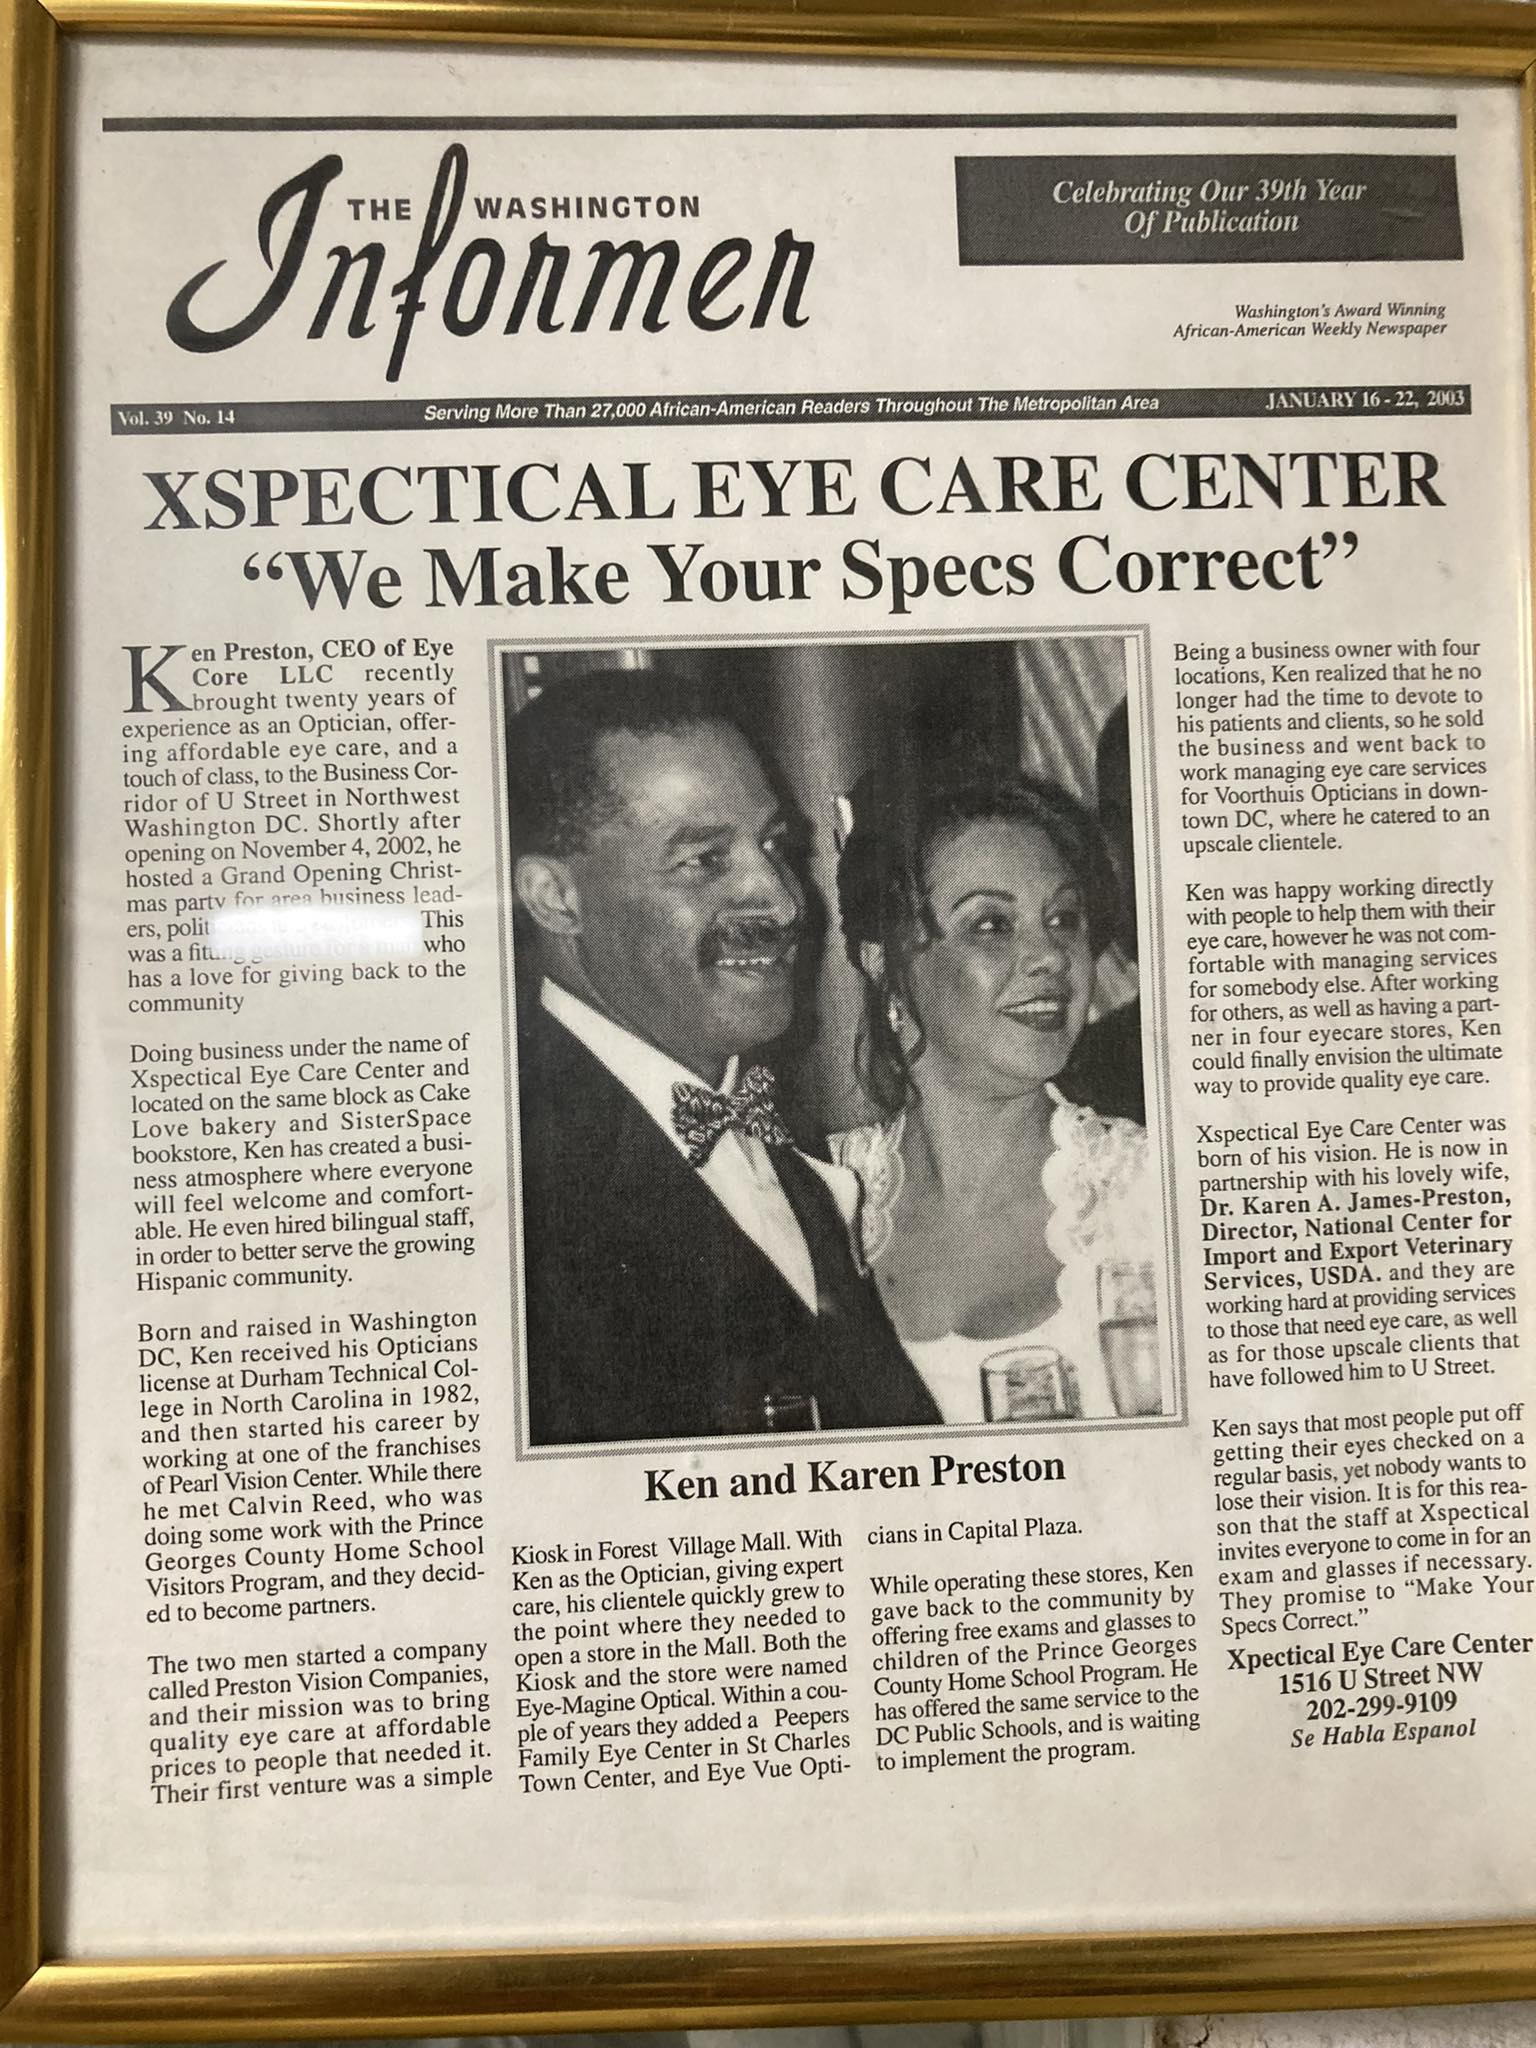 THE WASHINGTON
Informer
Celebrating Our 39th Year
Of Publication
Washington's Award Winning
African-American Weekly Newspaper
Vol. 39 No. 14
Serving More Than 27,000 African-American Readers Throughout The Metropolitan Area
JANUARY 16 - 22, 2003
XSPECTICAL EYE CARE CENTER
“We Make Your Specs Correct”
Ken Preston, CEO of Eye
Core LLC recently
brought twenty years of
experience as an Optician, offer-
ing affordable eye care, and a
touch of class, to the Business Cor-
ridor of U Street in Northwest
Washington DC. Shortly after
opening on November 4, 2002, he
hosted a Grand Opening Christ-
mas party for area business lead-
ers, This
was a fitting gesture for a man who
has a love for giving back to the
community
Doing business under the name of
Xspectical Eye Care Center and
located on the same block as Cake
Love bakery and SisterSpace
bookstore, Ken has created a busi-
ness atmosphere where everyone
will feel welcome and comfort-
able. He even hired bilingual staff,
in order to better serve the growing
Hispanic community.
Born and raised in Washington
DC, Ken received his Opticians
license at Durham Technical Col-
lege in North Carolina in 1982,
and then started his career by
working at one of the franchises
of Pearl Vision Center. While there
he met Calvin Reed, who was
doing some work with the Prince
Georges County Home School
Visitors Program, and they decid-
ed to become partners.
The two men started a company
called Preston Vision Companies,
and their mission was to bring
quality eye care at affordable
prices to people that needed it.
Their first venture was a simple
Ken and Karen Preston
Kiosk in Forest Village Mall. With
Ken as the Optician, giving expert
care, his clientele quickly grew to
the point where they needed to
open a store in the Mall. Both the
Kiosk and the store were named
Eye-Magine Optical. Within a cou-
ple of years they added a Peepers
Family Eye Center in St Charles
Town Center, and Eye Vue Opti-
cians in Capital Plaza.
While operating these stores, Ken
gave back to the community by
offering free exams and glasses to
children of the Prince Georges
County Home School Program. He
has offered the same service to the
DC Public Schools, and is waiting
to implement the program.
Being a business owner with four
locations, Ken realized that he no
longer had the time to devote to
his patients and clients, so he sold
the business and went back to
work managing eye care services
for Voorthuis Opticians in down-
town DC, where he catered to an
upscale clientele.
Ken was happy working directly
with people to help them with their
eye care, however he was not com-
fortable with managing services
for somebody else. After working
for others, as well as having a part-
ner in four eyecare stores, Ken
could finally envision the ultimate
way to provide quality eye care.
Xspectical Eye Care Center was
born of his vision. He is now in
partnership with his lovely wife,
Dr. Karen A. James-Preston,
Director, National Center for
Import and Export Veterinary
Services, USDA. and they are
working hard at providing services
to those that need eye care, as well
as for those upscale clients that
have followed him to U Street.
Ken says that most people put off
getting their eyes checked on a
regular basis, yet nobody wants to
lose their vision. It is for this rea-
son that the staff at Xspectical
invites everyone to come in for an
exam and glasses if necessary.
They promise to “Make Your
Specs Correct.”
Xpectical Eye Care Center
1516 U Street NW
202-299-9109
Se Habla Espanol